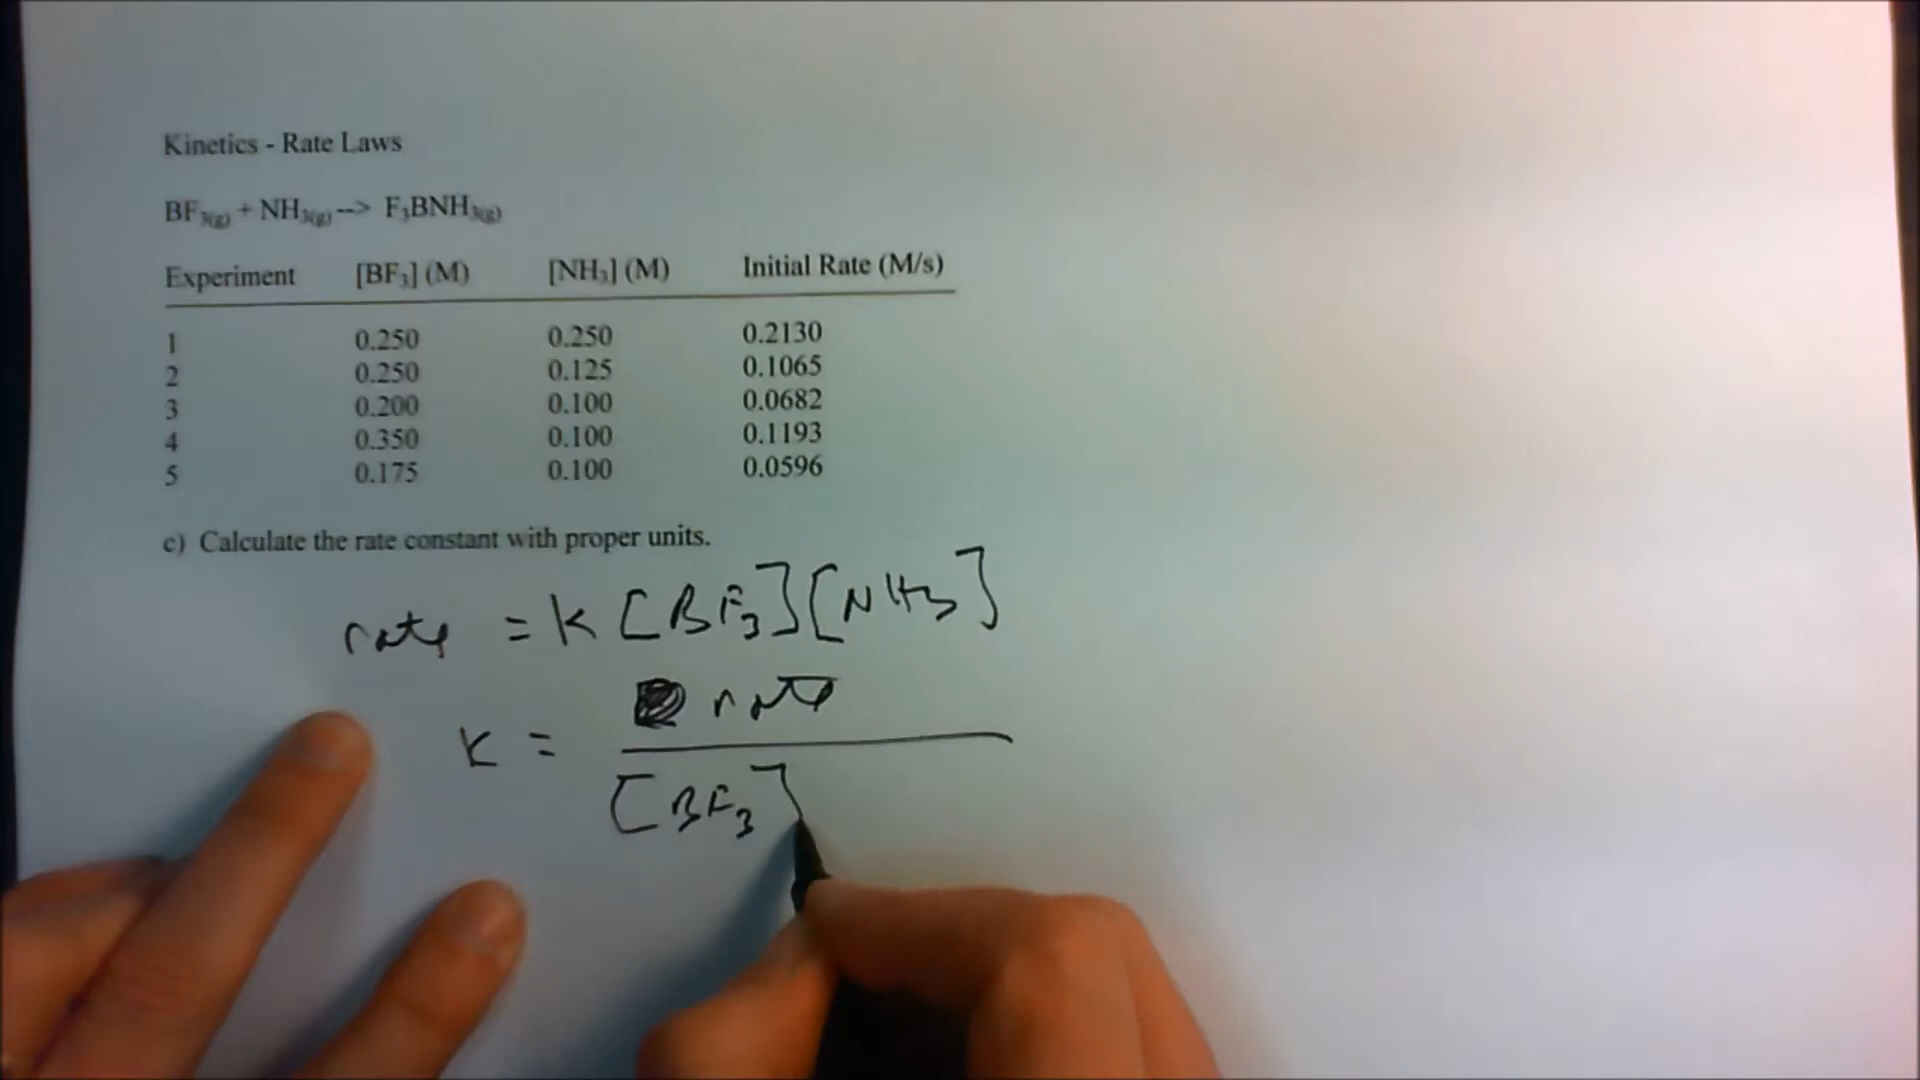 Kinetics - Rate Laws
BF3(g) + NH3(g) --> F3BNH3(g)
Experiment [BF3] (M) [NH3] (M) Initial Rate (M/s)
1 0.250 0.250 0.2130
2 0.250 0.125 0.1065
3 0.200 0.100 0.0682
4 0.350 0.100 0.1193
5 0.175 0.100 0.0596
c) Calculate the rate constant with proper units.
rate = K [BF3][NH3]
rate
K =
[BF3]